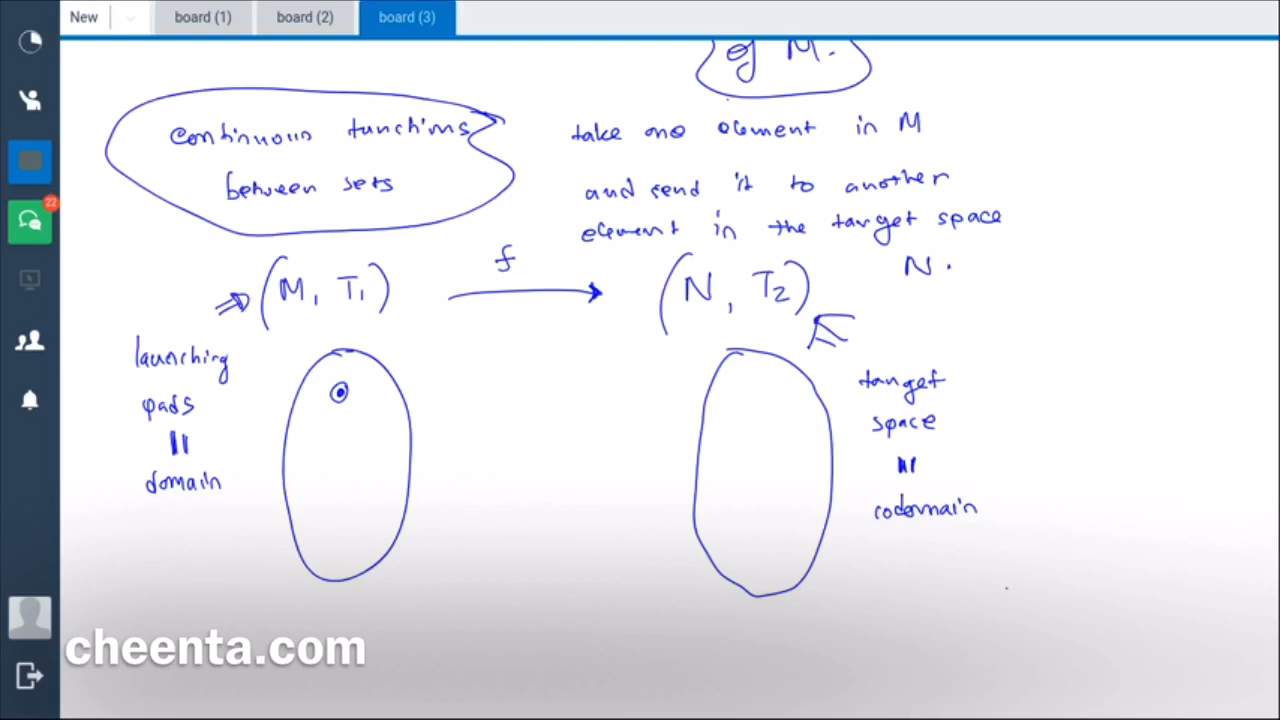 New
board (1)
board (2)
board (3)
of M.
continuous functions
between sets
take one element in M
and send it to another
element in the target space
N.
f
(M, T₁)
(N, T₂)
launching
pads
||
domain
target
space
||
codomain
22
cheenta.com